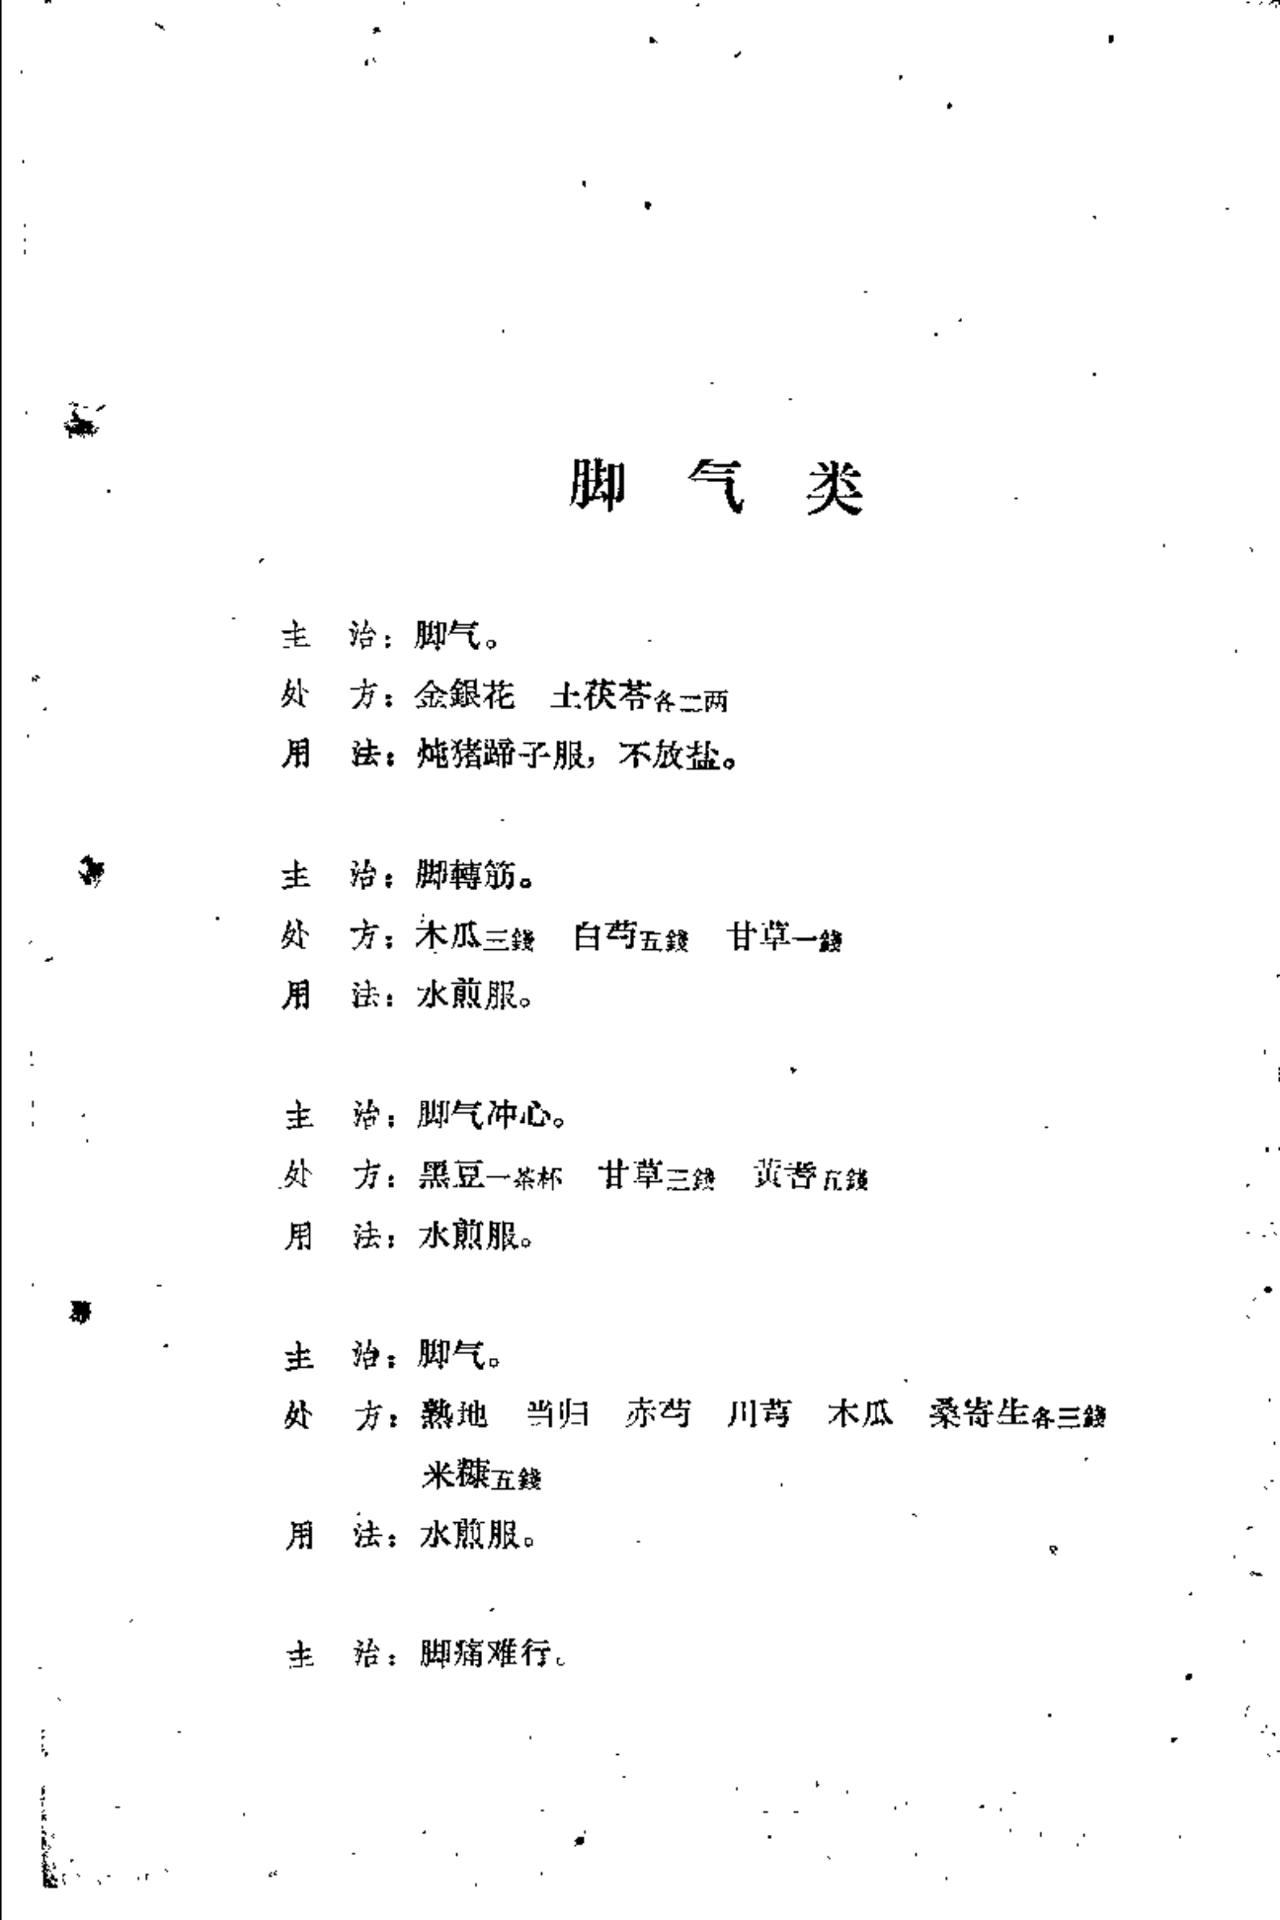 脚气类
主 治：脚气。
处 方：金銀花 土茯苓各二两
用 法：炖猪蹄子服，不放盐。
主 治：脚轉筋。
处 方：木瓜三錢 白芍五錢 甘草一錢
用 法：水煎服。
主 治：脚气冲心。
处 方：黑豆一茶杯 甘草三錢 黄耆五錢
用 法：水煎服。
主 治：脚气。
处 方：熟地 当归 赤芍 川芎 木瓜 桑寄生各三錢
米糠五錢
用 法：水煎服。
主 治：脚痛难行。